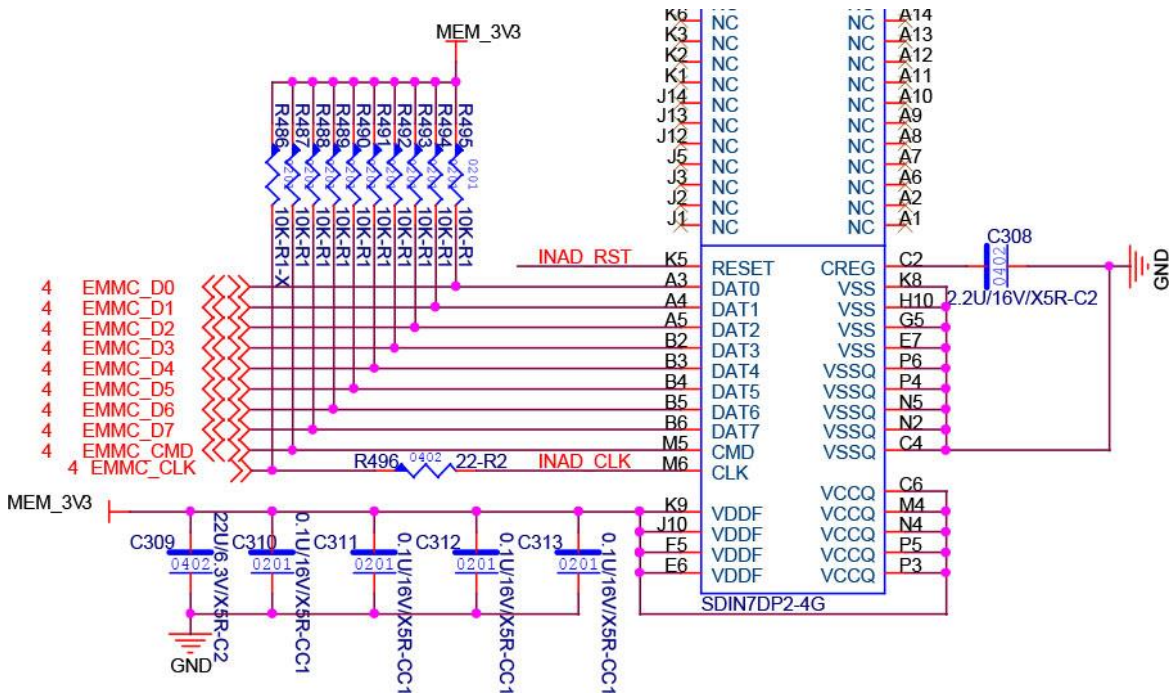 MEM_3V3
R486
R487
R488
R489
R490
R491
R492
R493
R494
R495
0201
0201
0201
0201
0201
0201
0201
0201
0201
0201
10K-R1-X
10K-R1
10K-R1
10K-R1
10K-R1
10K-R1
10K-R1
10K-R1
10K-R1
10K-R1
K6 NC NC A14
K3 NC NC A13
K2 NC NC A12
K1 NC NC A11
J14 NC NC A10
J13 NC NC A9
J12 NC NC A8
J5 NC NC A7
J3 NC NC A6
J2 NC NC A2
J1 NC NC A1
C308
0402
2.2U/16V/X5R-C2
GND
INAD_RST K5 RESET CREG C2
4 EMMC_D0 A3 DAT0 VSS K8
4 EMMC_D1 A4 DAT1 VSS H10
4 EMMC_D2 A5 DAT2 VSS G5
4 EMMC_D3 B2 DAT3 VSS E7
4 EMMC_D4 B3 DAT4 VSSQ P6
4 EMMC_D5 B4 DAT5 VSSQ P4
4 EMMC_D6 B5 DAT6 VSSQ N5
4 EMMC_D7 B6 DAT7 VSSQ N2
4 EMMC_CMD M5 CMD VSSQ C4
4 EMMC_CLK R496 0402 22-R2 INAD_CLK M6 CLK
VCCQ C6
MEM_3V3 K9 VDDF VCCQ M4
J10 VDDF VCCQ N4
F5 VDDF VCCQ P5
E6 VDDF VCCQ P3
SDIN7DP2-4G
C309 0402 22U/6.3V/X5R-C2
C310 0201 0.1U/16V/X5R-CC1
C311 0201 0.1U/16V/X5R-CC1
C312 0201 0.1U/16V/X5R-CC1
C313 0201 0.1U/16V/X5R-CC1
GND